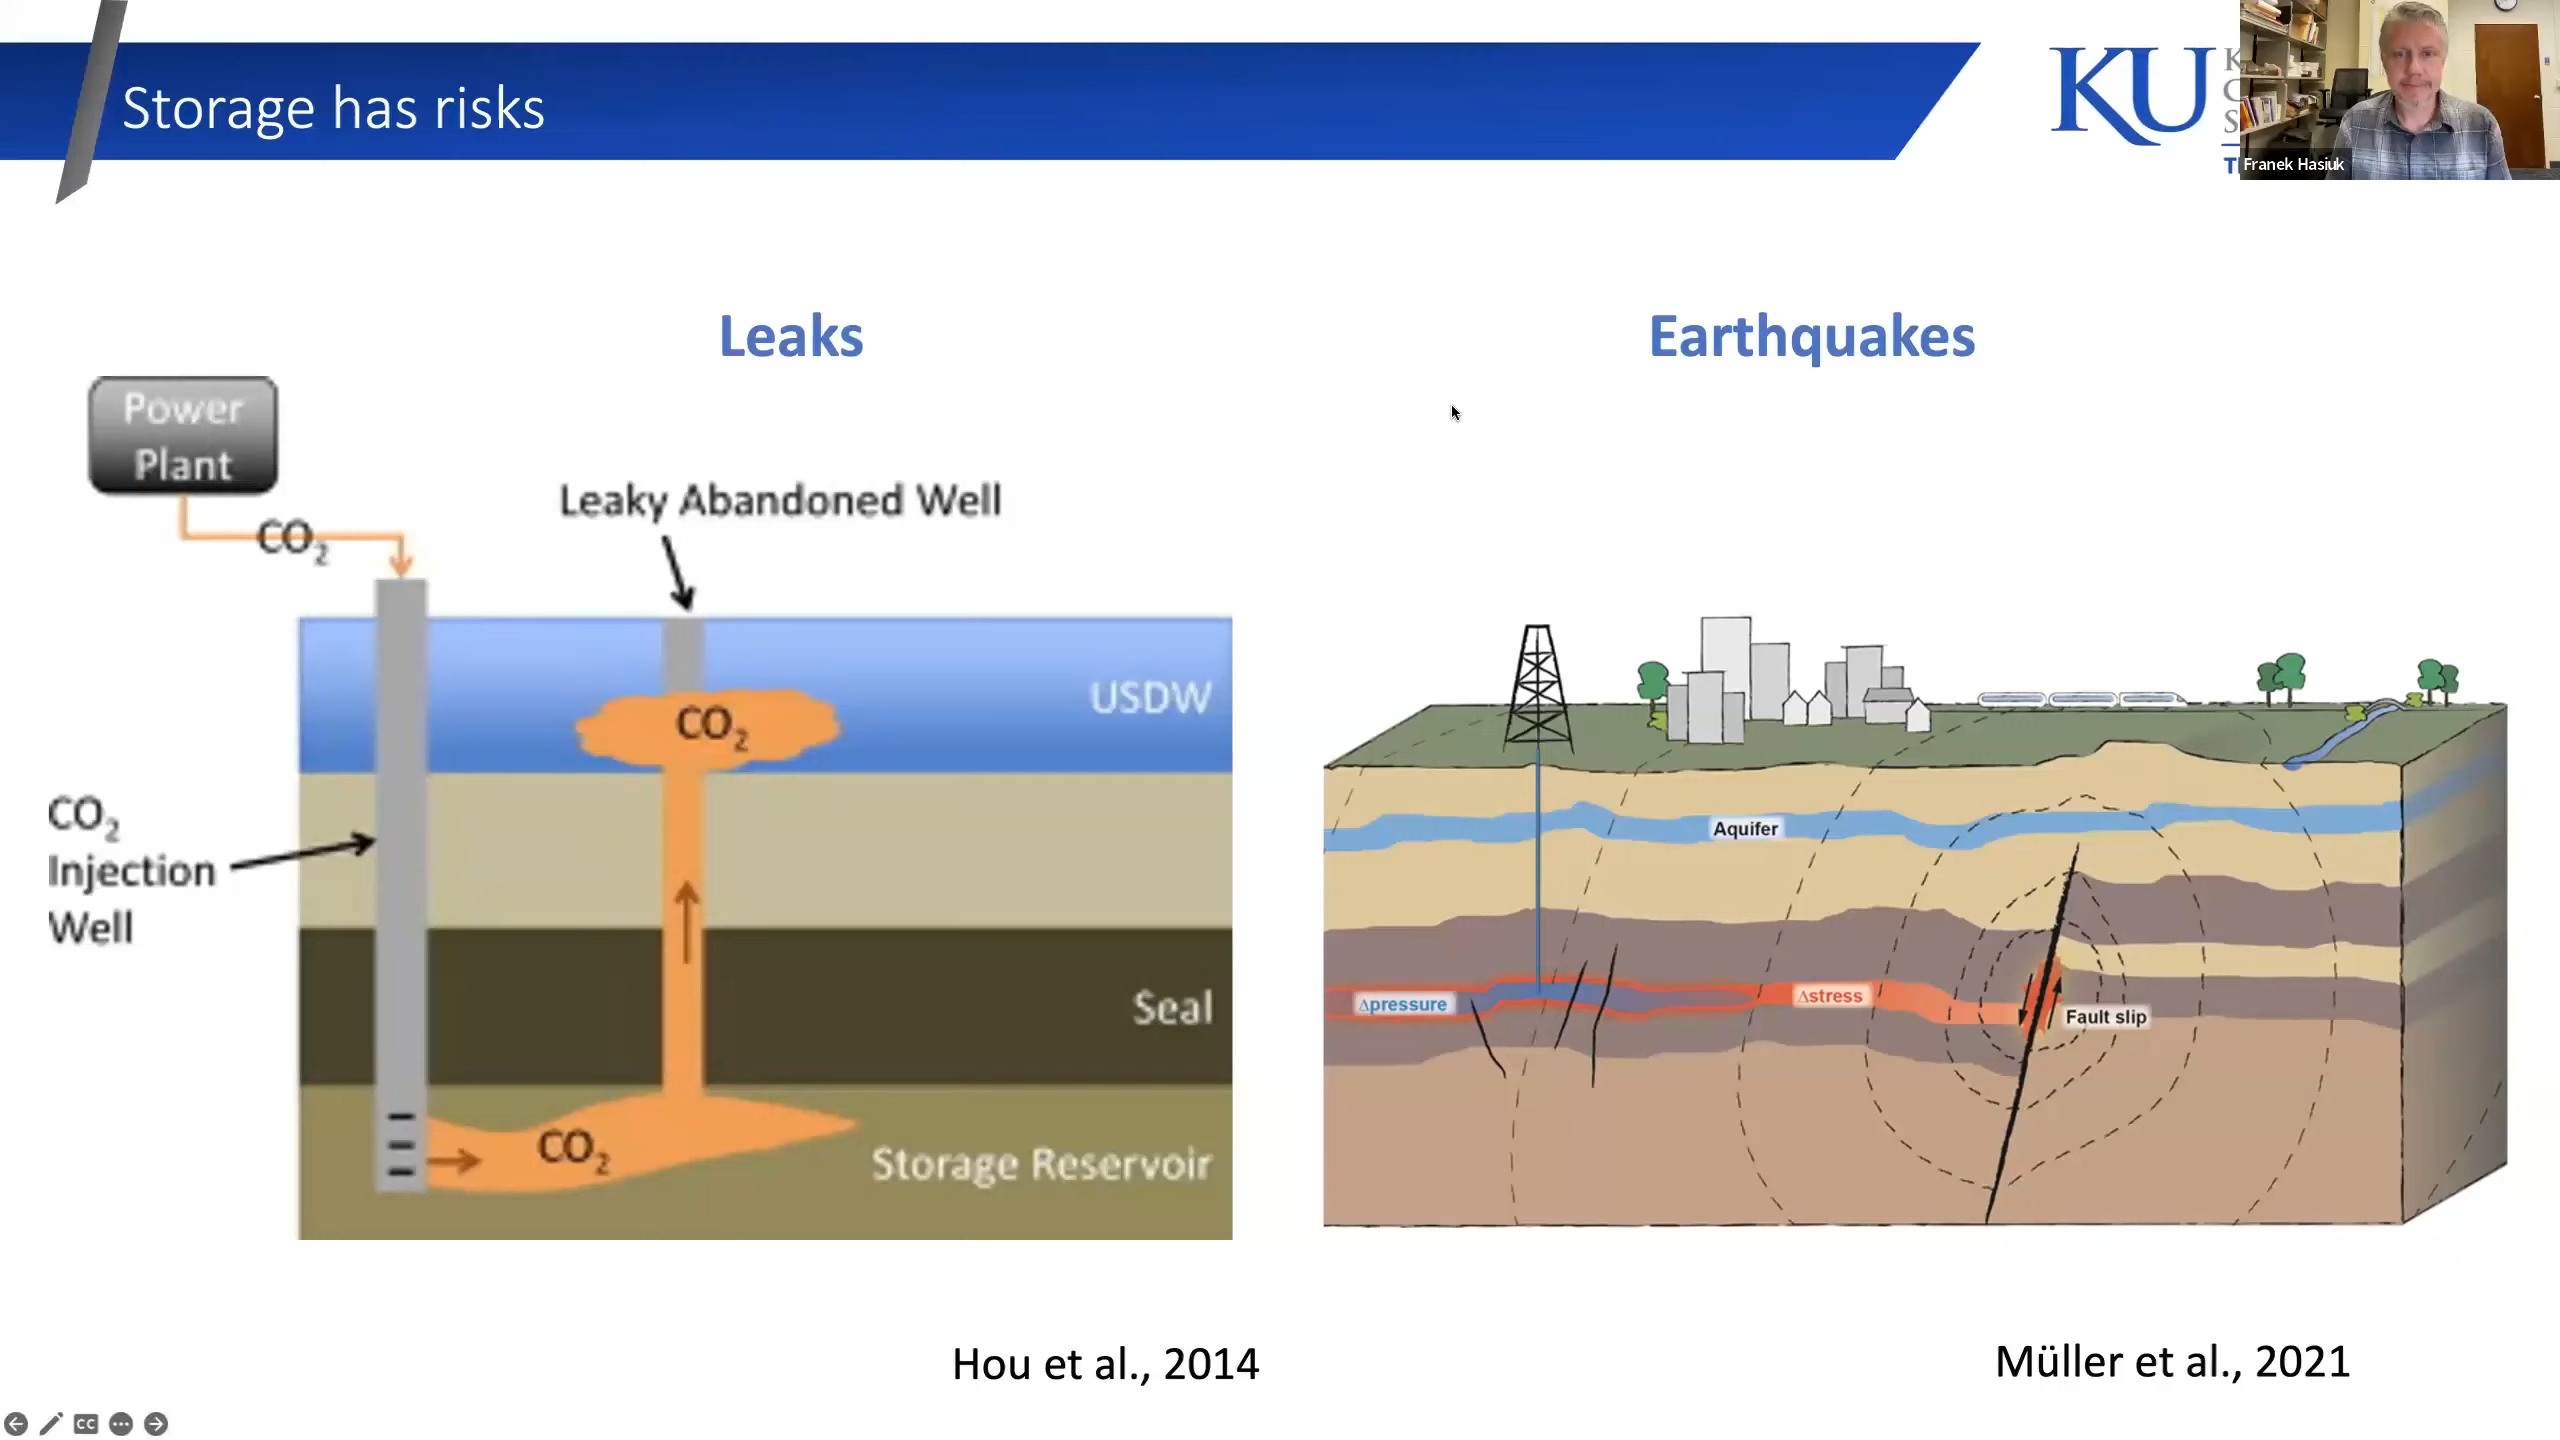 Storage has risks
KU
Franek Hasiuk
Leaks
Power
Plant
CO₂
Leaky Abandoned Well
CO₂
Injection
Well
USDW
CO₂
Seal
CO₂
Storage Reservoir
Hou et al., 2014
Earthquakes
Aquifer
Δpressure
Δstress
Fault slip
Müller et al., 2021
CC